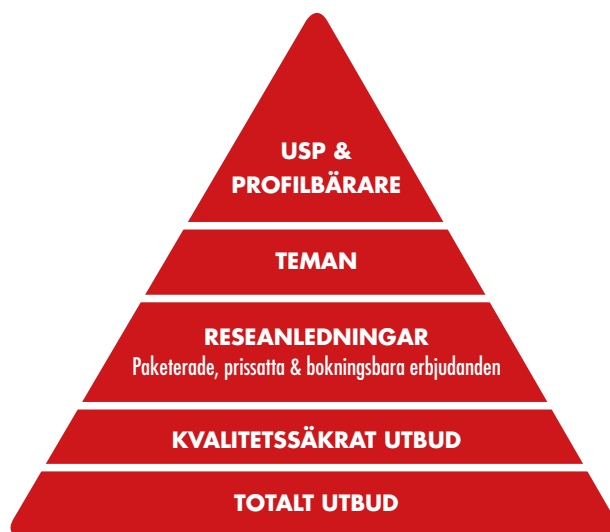 USP &
PROFILBÄRARE
TEMAN
RESEANLEDNINGAR
Paketerade, prissatta & bokningsbara erbjudanden
KVALITETSSÄKRAT UTBUD
TOTALT UTBUD